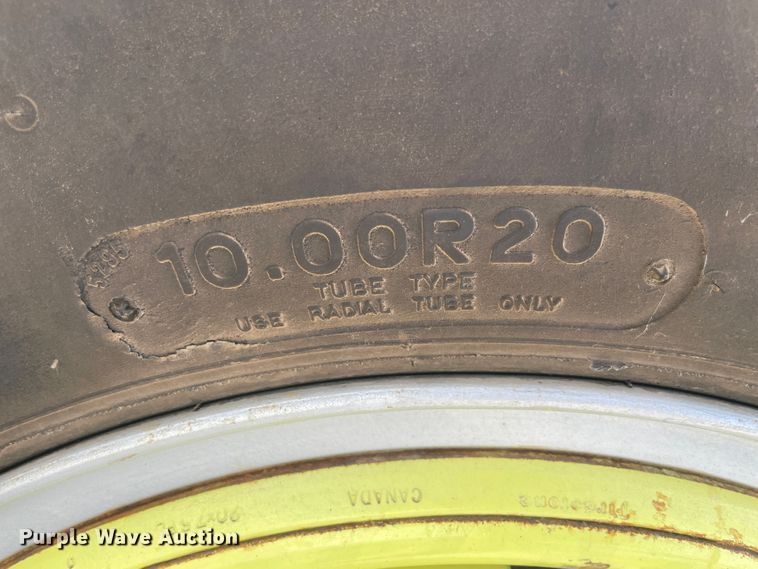 10.00R20
TUBE TYPE
USE RADIAL TUBE ONLY
CANADA
Purple Wave Auction